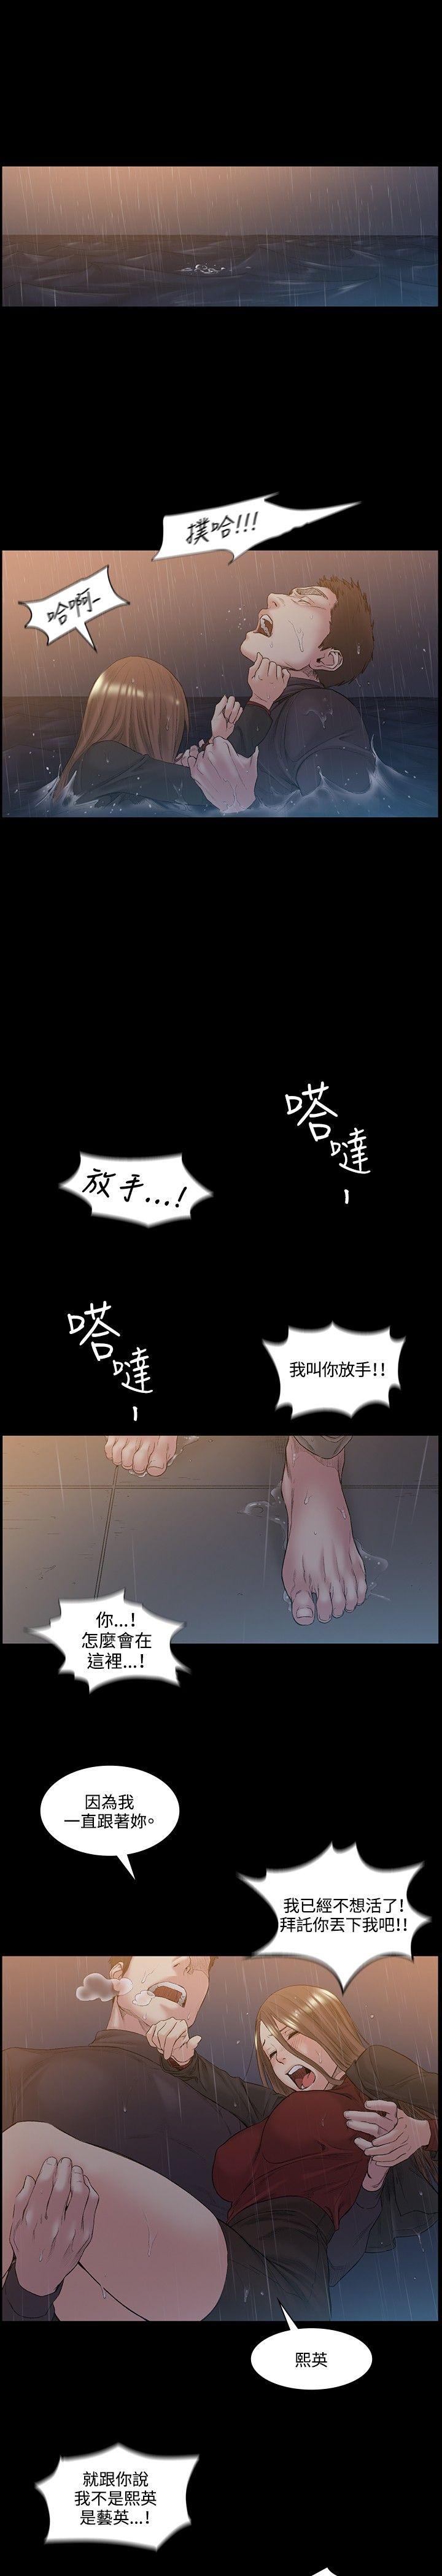 撲哈!!!
哈啊-
嗒
噠-
放手...!
嗒
噠-
我叫你放手!!
你...!
怎麼會在
這裡...!
因為我
一直跟著妳。
我已經不想活了!
拜託你丟下我吧!!
熙英
就跟你說
我不是熙英
是藝英...!